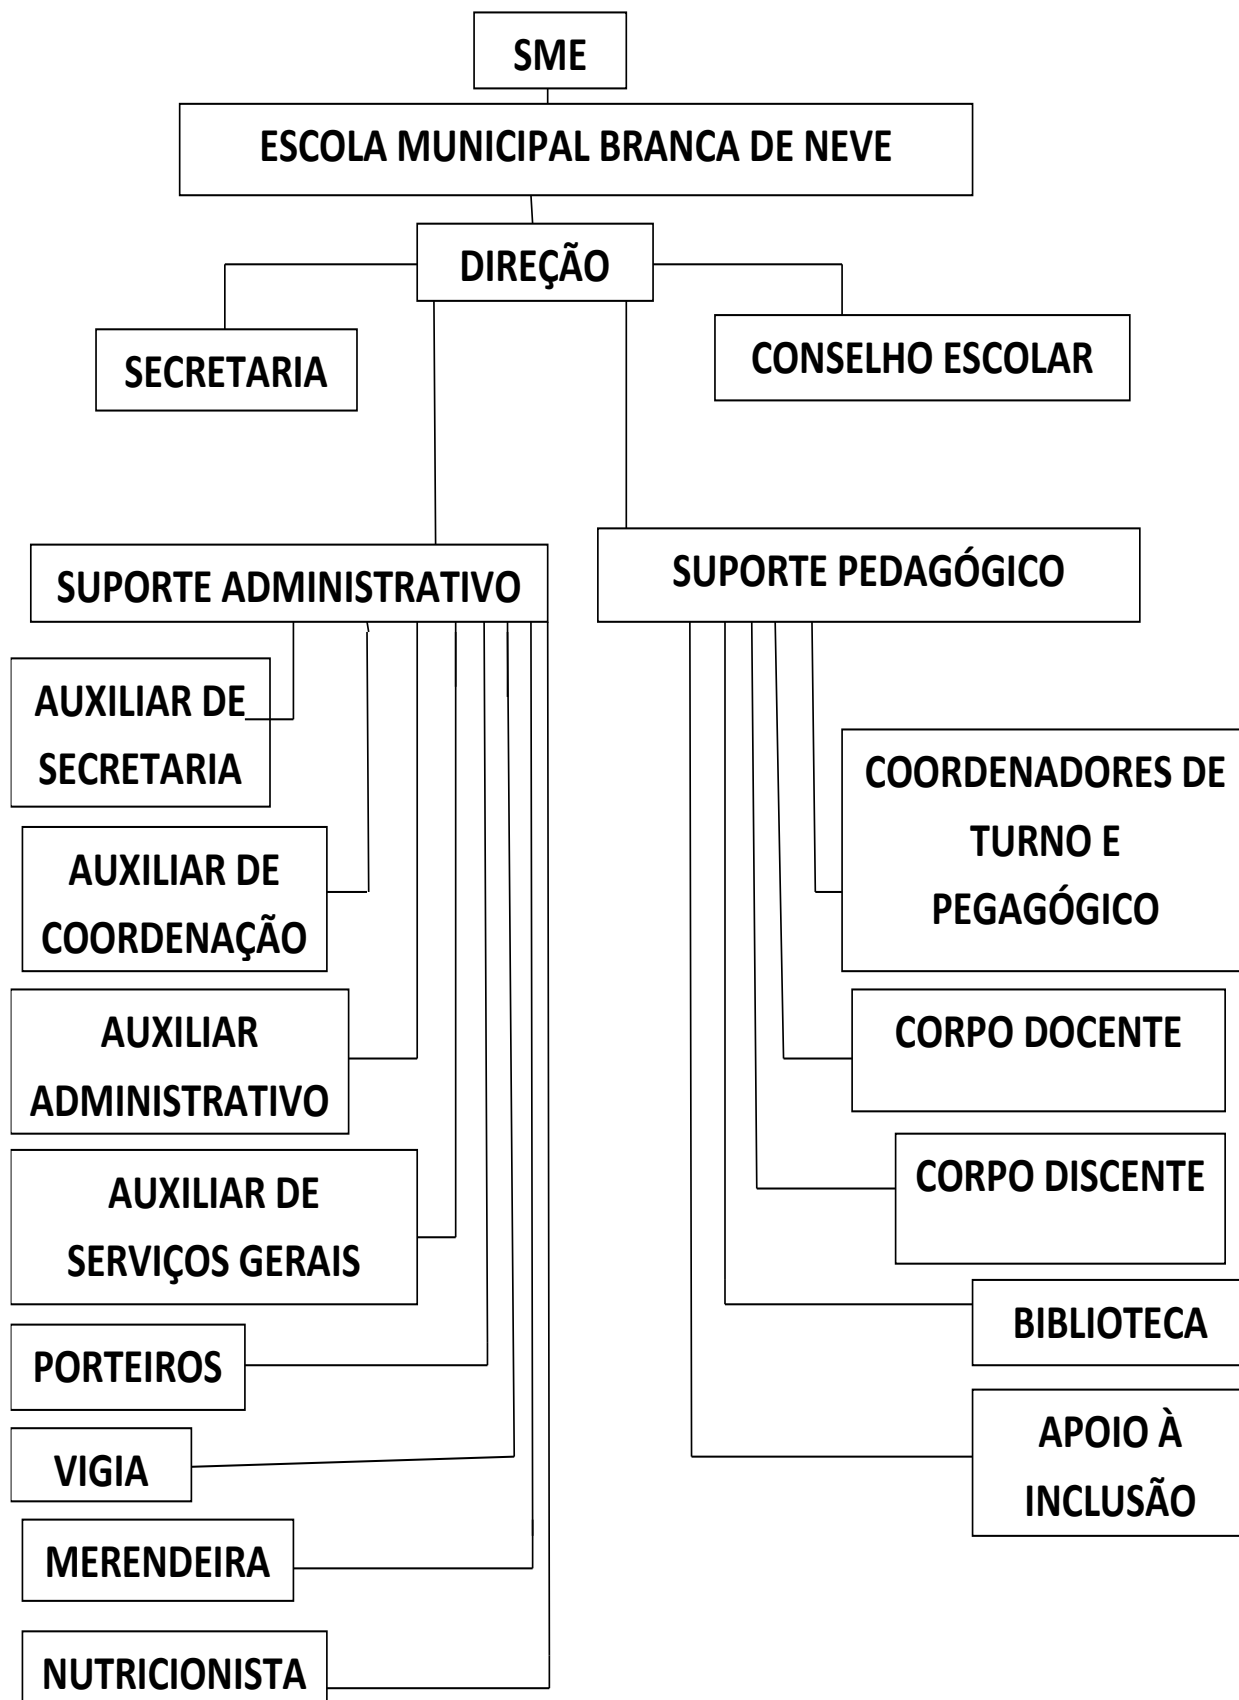 SME
ESCOLA MUNICIPAL BRANCA DE NEVE
DIREÇÃO
SECRETARIA
CONSELHO ESCOLAR
SUPORTE ADMINISTRATIVO
SUPORTE PEDAGÓGICO
AUXILIAR DE
SECRETARIA
AUXILIAR DE
COORDENAÇÃO
AUXILIAR
ADMINISTRATIVO
AUXILIAR DE
SERVIÇOS GERAIS
PORTEIROS
VIGIA
MERENDEIRA
NUTRICIONISTA
COORDENADORES DE
TURNO E
PEGAGÓGICO
CORPO DOCENTE
CORPO DISCENTE
BIBLIOTECA
APOIO À
INCLUSÃO